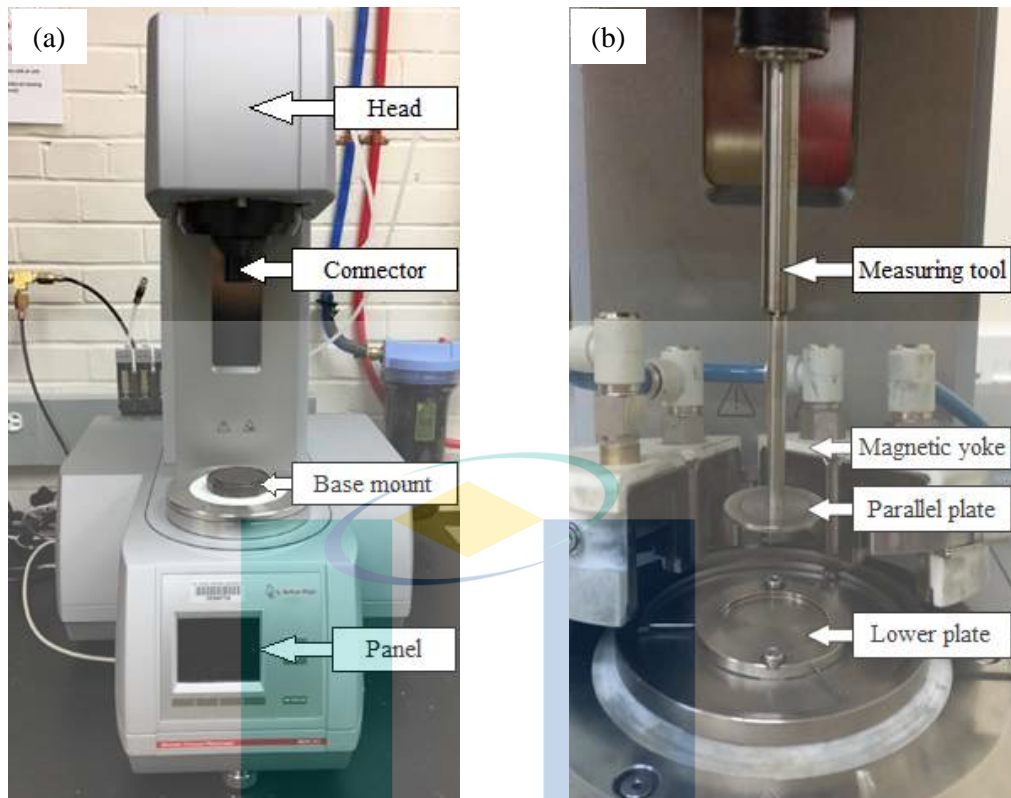 (a)
Head
Connector
Base mount
Panel
(b)
Measuring tool
Magnetic yoke
Parallel plate
Lower plate